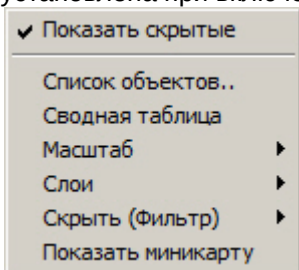 Показать скрытые
Список объектов..
Сводная таблица
Масштаб
Слои
Скрыть (Фильтр)
Показать миникарту